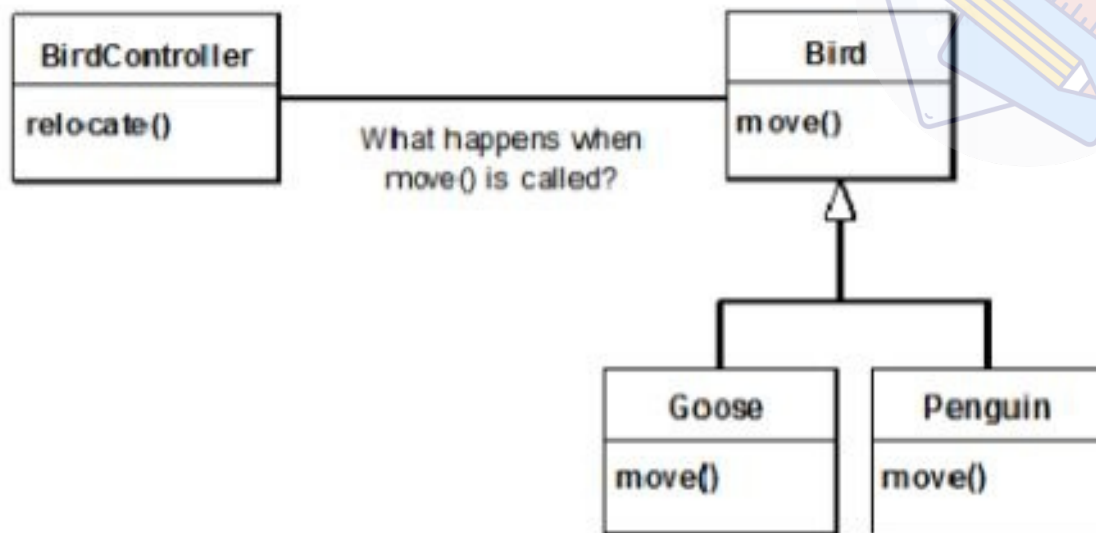 BirdController
relocate()
What happens when
move() is called?
Bird
move()
Goose
move()
Penguin
move()